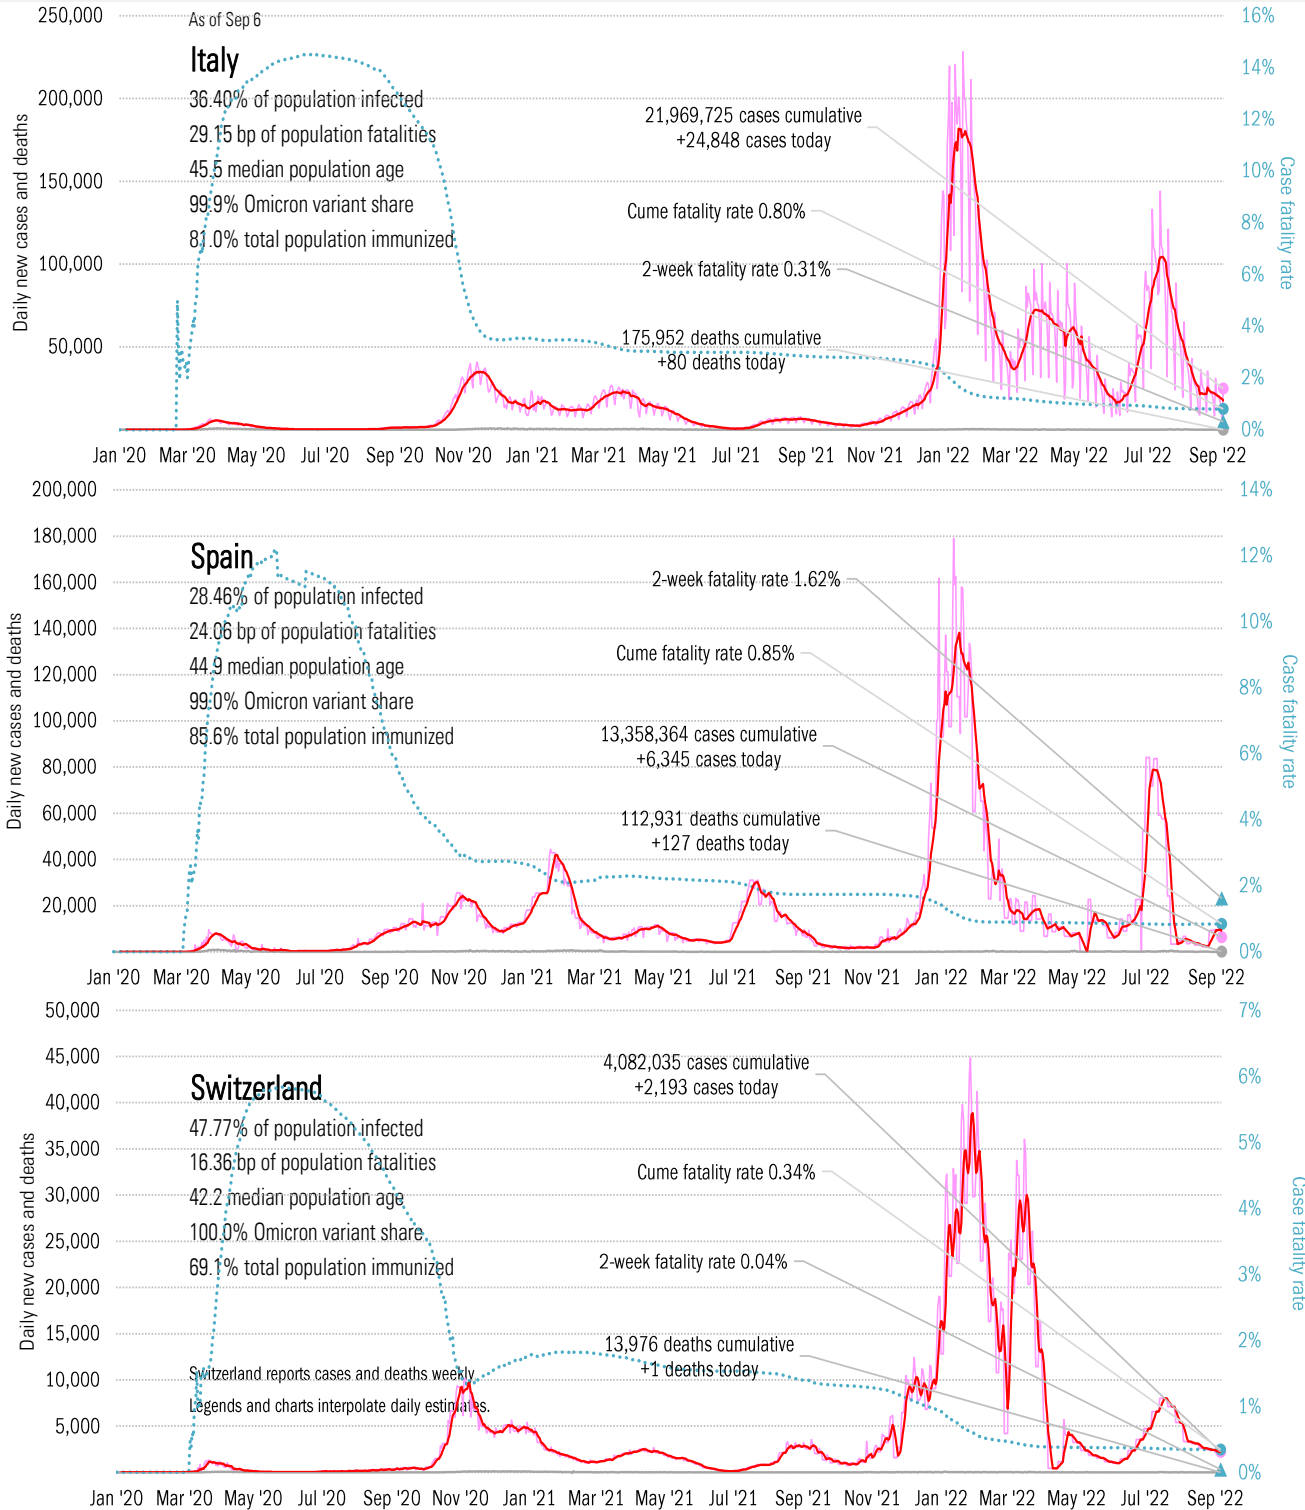 250,000
As of Sep 6
16%
Italy
14%
36.40% of population infected
200,000
21,969,725 cases cumulative
+24,848 cases today
12%
29.15 bp of population fatalities
45.5 median population age
150,000
10%
99.9% Omicron variant share
Cume fatality rate 0.80%
8%
81.0% total population immunized
100,000
2-week fatality rate 0.31%
6%
175,952 deaths cumulative
+80 deaths today
50,000
4%
2%
0%
Daily new cases and deaths
Case fatality rate
Jan '20 Mar '20 May '20 Jul '20 Sep '20 Nov '20 Jan '21 Mar '21 May '21 Jul '21 Sep '21 Nov '21 Jan '22 Mar '22 May '22 Jul '22 Sep '22
200,000
14%
180,000
Spain
12%
160,000
2-week fatality rate 1.62%
28.46% of population infected
140,000
24.06 bp of population fatalities
10%
Cume fatality rate 0.85%
44.9 median population age
120,000
8%
99.0% Omicron variant share
100,000
13,358,364 cases cumulative
+6,345 cases today
85.6% total population immunized
6%
80,000
60,000
112,931 deaths cumulative
+127 deaths today
4%
40,000
2%
20,000
0%
Daily new cases and deaths
Case fatality rate
Jan '20 Mar '20 May '20 Jul '20 Sep '20 Nov '20 Jan '21 Mar '21 May '21 Jul '21 Sep '21 Nov '21 Jan '22 Mar '22 May '22 Jul '22 Sep '22
50,000
7%
45,000
4,082,035 cases cumulative
+2,193 cases today
6%
Switzerland
40,000
47.77% of population infected
35,000
5%
16.36 bp of population fatalities
Cume fatality rate 0.34%
42.2 median population age
30,000
4%
100.0% Omicron variant share
25,000
2-week fatality rate 0.04%
69.1% total population immunized
3%
20,000
15,000
13,976 deaths cumulative
+1 deaths today
2%
Switzerland reports cases and deaths weekly
10,000
Legends and charts interpolate daily estimates.
1%
5,000
0%
Daily new cases and deaths
Case fatality rate
Jan '20 Mar '20 May '20 Jul '20 Sep '20 Nov '20 Jan '21 Mar '21 May '21 Jul '21 Sep '21 Nov '21 Jan '22 Mar '22 May '22 Jul '22 Sep '22